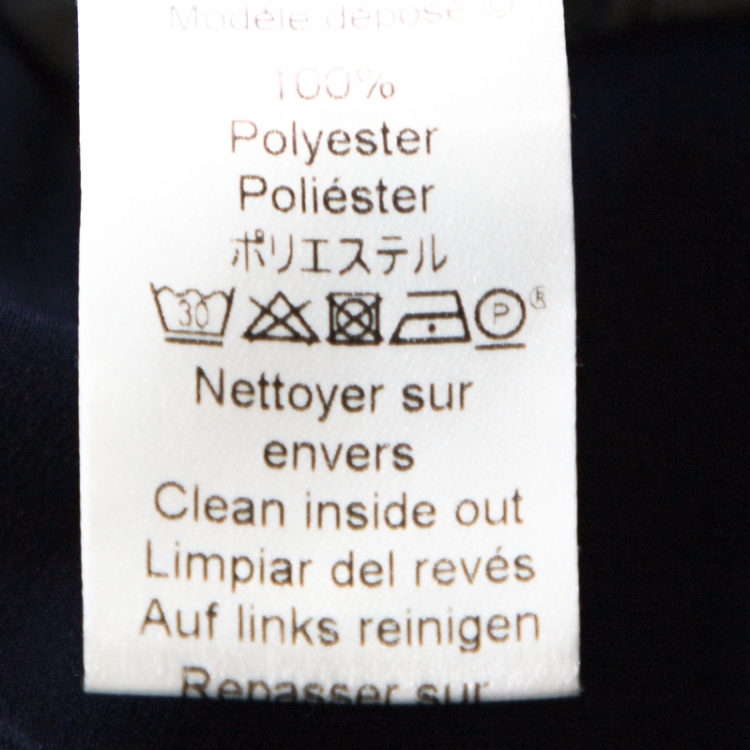 Modèle déposé ©
100%
Polyester
Poliéster
ポリエステル
30 P ®
Nettoyer sur
envers
Clean inside out
Limpiar del revés
Auf links reinigen
Repasser sur